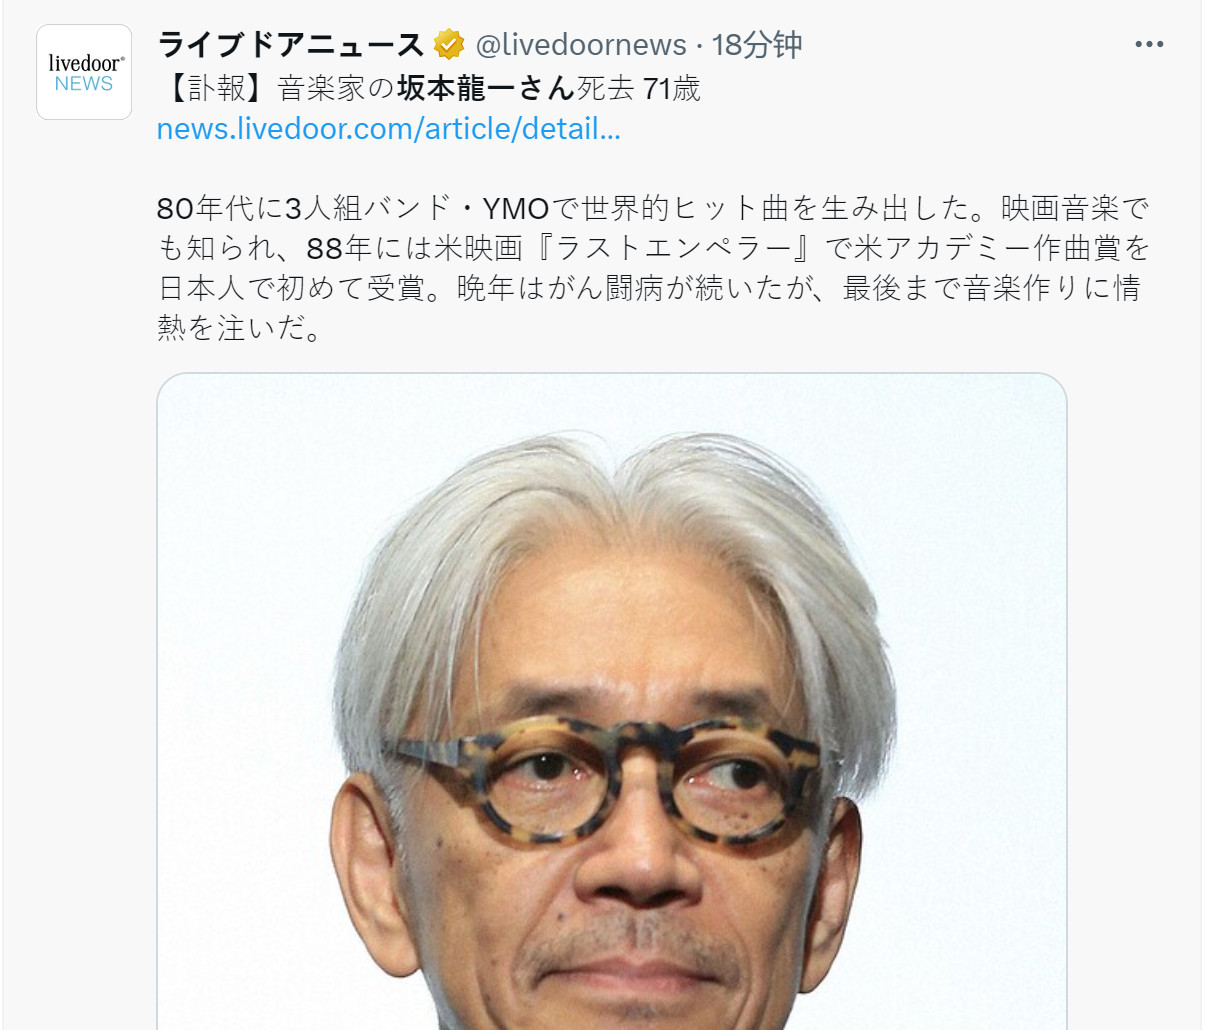 livedoor®
NEWS
ライブドアニュース @livedoornews · 18分钟
【訃報】音楽家の坂本龍一さん死去 71歳
news.livedoor.com/article/detail...
80年代に3人組バンド・YMOで世界的ヒット曲を生み出した。映画音楽で
も知られ、88年には米映画『ラストエンペラー』で米アカデミー作曲賞を
日本人で初めて受賞。晩年はがん闘病が続いたが、最後まで音楽作りに情
熱を注いだ。